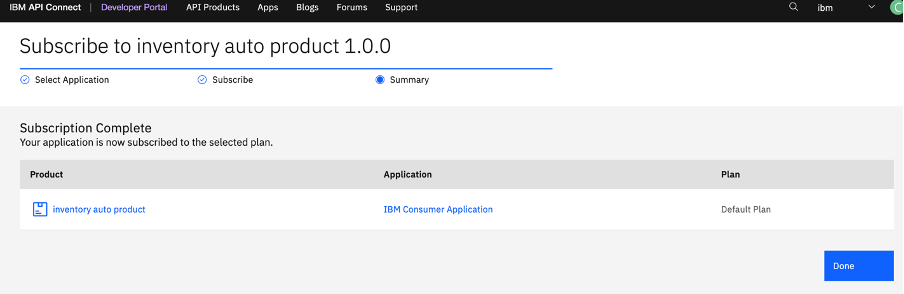 IBM API Connect | Developer Portal API Products Apps Blogs Forums Support ibm C
Subscribe to inventory auto product 1.0.0
Select Application Subscribe Summary
Subscription Complete
Your application is now subscribed to the selected plan.
Product Application Plan
inventory auto product IBM Consumer Application Default Plan
Done